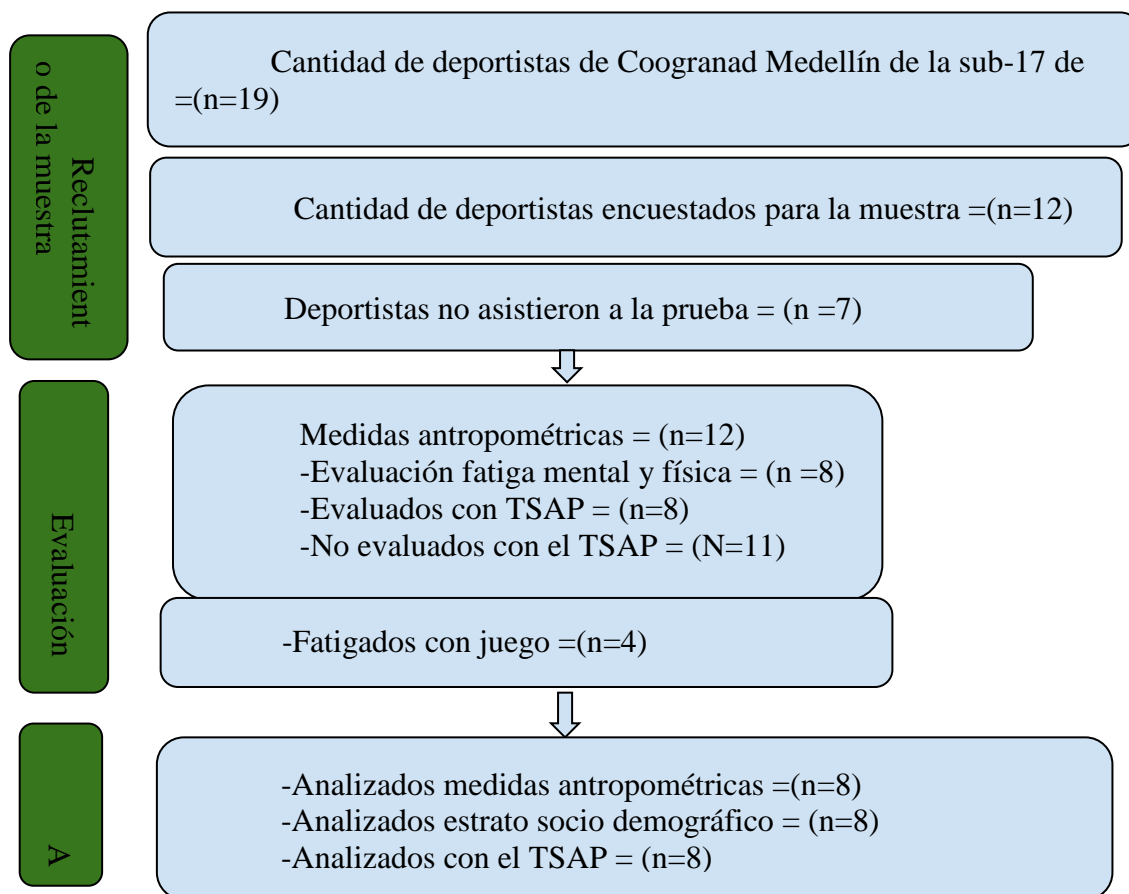 Reclutamient
o de la muestra
Cantidad de deportistas de Coogranad Medellín de la sub-17 de
=(n=19)
Cantidad de deportistas encuestados para la muestra =(n=12)
Deportistas no asistieron a la prueba = (n =7)
Evaluación
Medidas antropométricas = (n=12)
-Evaluación fatiga mental y física = (n =8)
-Evaluados con TSAP = (n=8)
-No evaluados con el TSAP = (N=11)
-Fatigados con juego =(n=4)
A
-Analizados medidas antropométricas =(n=8)
-Analizados estrato socio demográfico = (n=8)
-Analizados con el TSAP = (n=8)